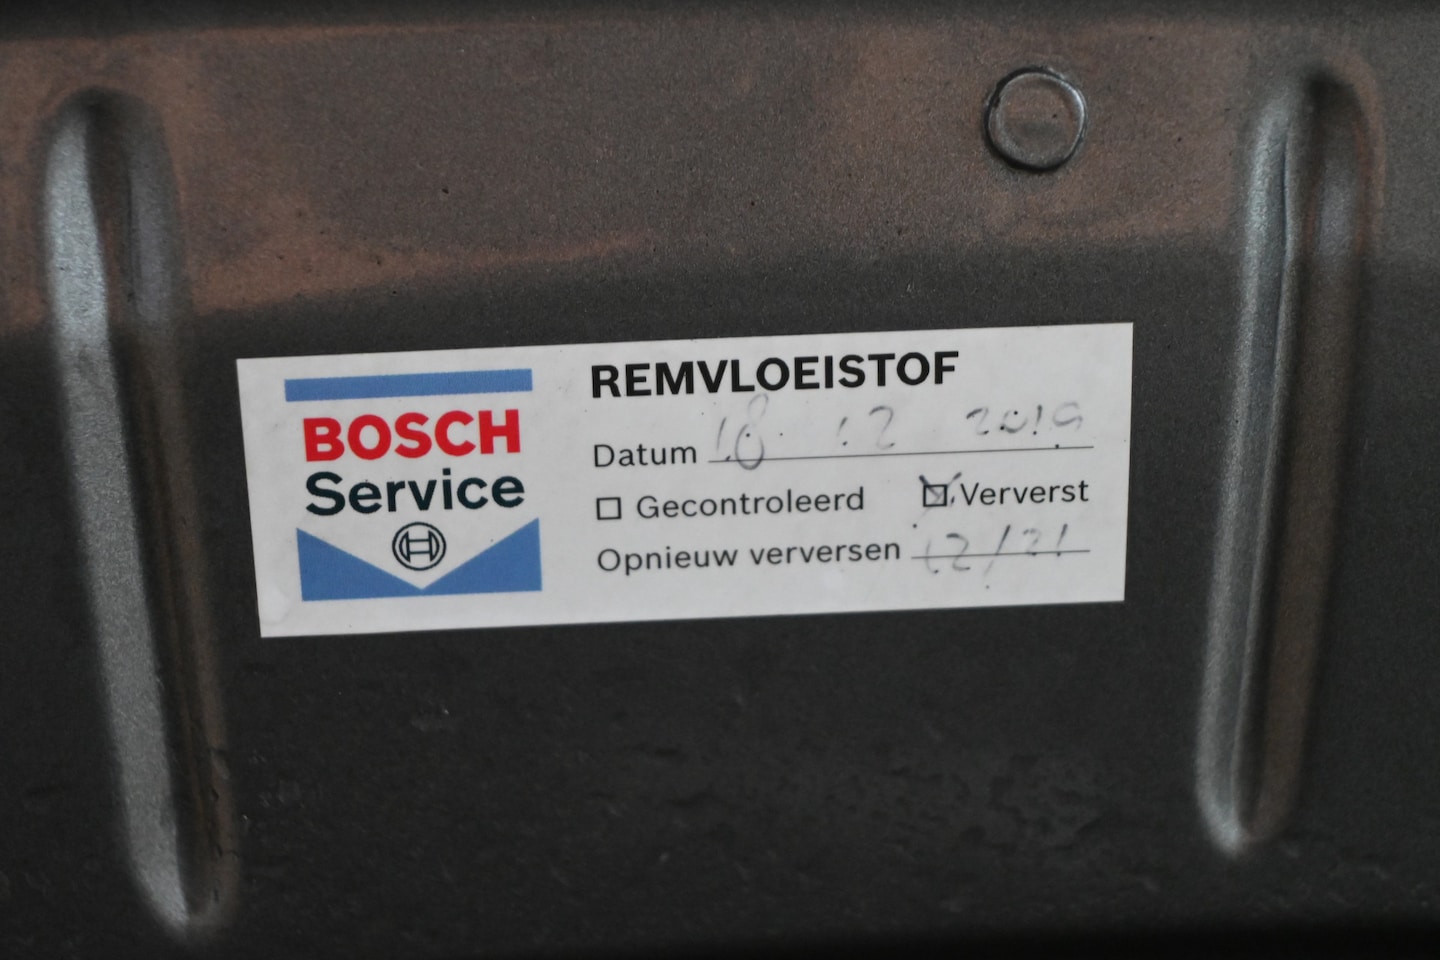 BOSCH
Service
REMVLOEISTOF
Datum 18 12 2019
Gecontroleerd Ververst
Opnieuw verversen 12/21